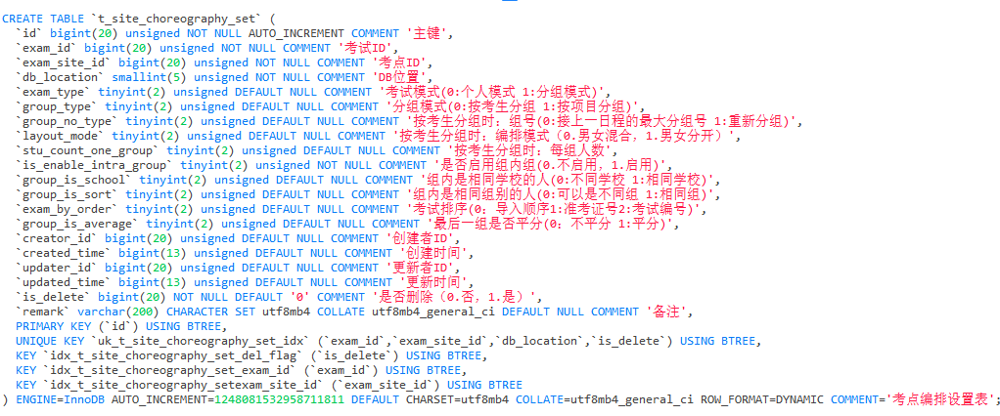 CREATE TABLE `t_site_choreography_set` (
`id` bigint(20) unsigned NOT NULL AUTO_INCREMENT COMMENT '主键',
`exam_id` bigint(20) unsigned NOT NULL COMMENT '考试ID',
`exam_site_id` bigint(20) unsigned NOT NULL COMMENT '考点ID',
`db_location` smallint(5) unsigned NOT NULL COMMENT 'DB位置',
`exam_type` tinyint(2) unsigned DEFAULT NULL COMMENT '考试模式(0:个人模式 1:分组模式)',
`group_type` tinyint(2) unsigned DEFAULT NULL COMMENT '分组模式(0:按考生分组 1:按项目分组)',
`group_no_type` tinyint(2) unsigned DEFAULT NULL COMMENT '按考生分组时：组号(0:接上一日程的最大分组号 1:重新分组)',
`layout_mode` tinyint(2) unsigned DEFAULT NULL COMMENT '按考生分组时：编排模式（0.男女混合，1.男女分开）',
`stu_count_one_group` tinyint(2) unsigned DEFAULT NULL COMMENT '按考生分组时：每组人数',
`is_enable_intra_group` tinyint(1) unsigned NOT NULL COMMENT '是否启用组内组(0.不启用，1.启用)',
`group_is_school` tinyint(2) unsigned DEFAULT NULL COMMENT '组内是相同学校的人(0:不同学校 1:相同学校)',
`group_is_sort` tinyint(2) unsigned DEFAULT NULL COMMENT '组内是相同组别的人(0:可以是不同组 1:相同组)',
`exam_by_order` tinyint(2) unsigned DEFAULT NULL COMMENT '考试排序(0：导入顺序1:准考证号2:考试编号)',
`group_is_average` tinyint(2) unsigned DEFAULT NULL COMMENT '最后一组是否平分(0：不平分 1:平分)',
`creator_id` bigint(20) unsigned DEFAULT NULL COMMENT '创建者ID',
`created_time` bigint(13) unsigned DEFAULT NULL COMMENT '创建时间',
`updater_id` bigint(20) unsigned DEFAULT NULL COMMENT '更新者ID',
`updated_time` bigint(13) unsigned DEFAULT NULL COMMENT '更新时间',
`is_delete` bigint(20) NOT NULL DEFAULT '0' COMMENT '是否删除（0.否，1.是）',
`remark` varchar(200) CHARACTER SET utf8mb4 COLLATE utf8mb4_general_ci DEFAULT NULL COMMENT '备注',
PRIMARY KEY (`id`) USING BTREE,
UNIQUE KEY `uk_t_site_choreography_set_idx` (`exam_id`,`exam_site_id`,`db_location`,`is_delete`) USING BTREE,
KEY `idx_t_site_choreography_set_del_flag` (`is_delete`) USING BTREE,
KEY `idx_t_site_choreography_set_exam_id` (`exam_id`) USING BTREE,
KEY `idx_t_site_choreography_setexam_site_id` (`exam_site_id`) USING BTREE
) ENGINE=InnoDB AUTO_INCREMENT=1248081532958711811 DEFAULT CHARSET=utf8mb4 COLLATE=utf8mb4_general_ci ROW_FORMAT=DYNAMIC COMMENT='考点编排设置表';